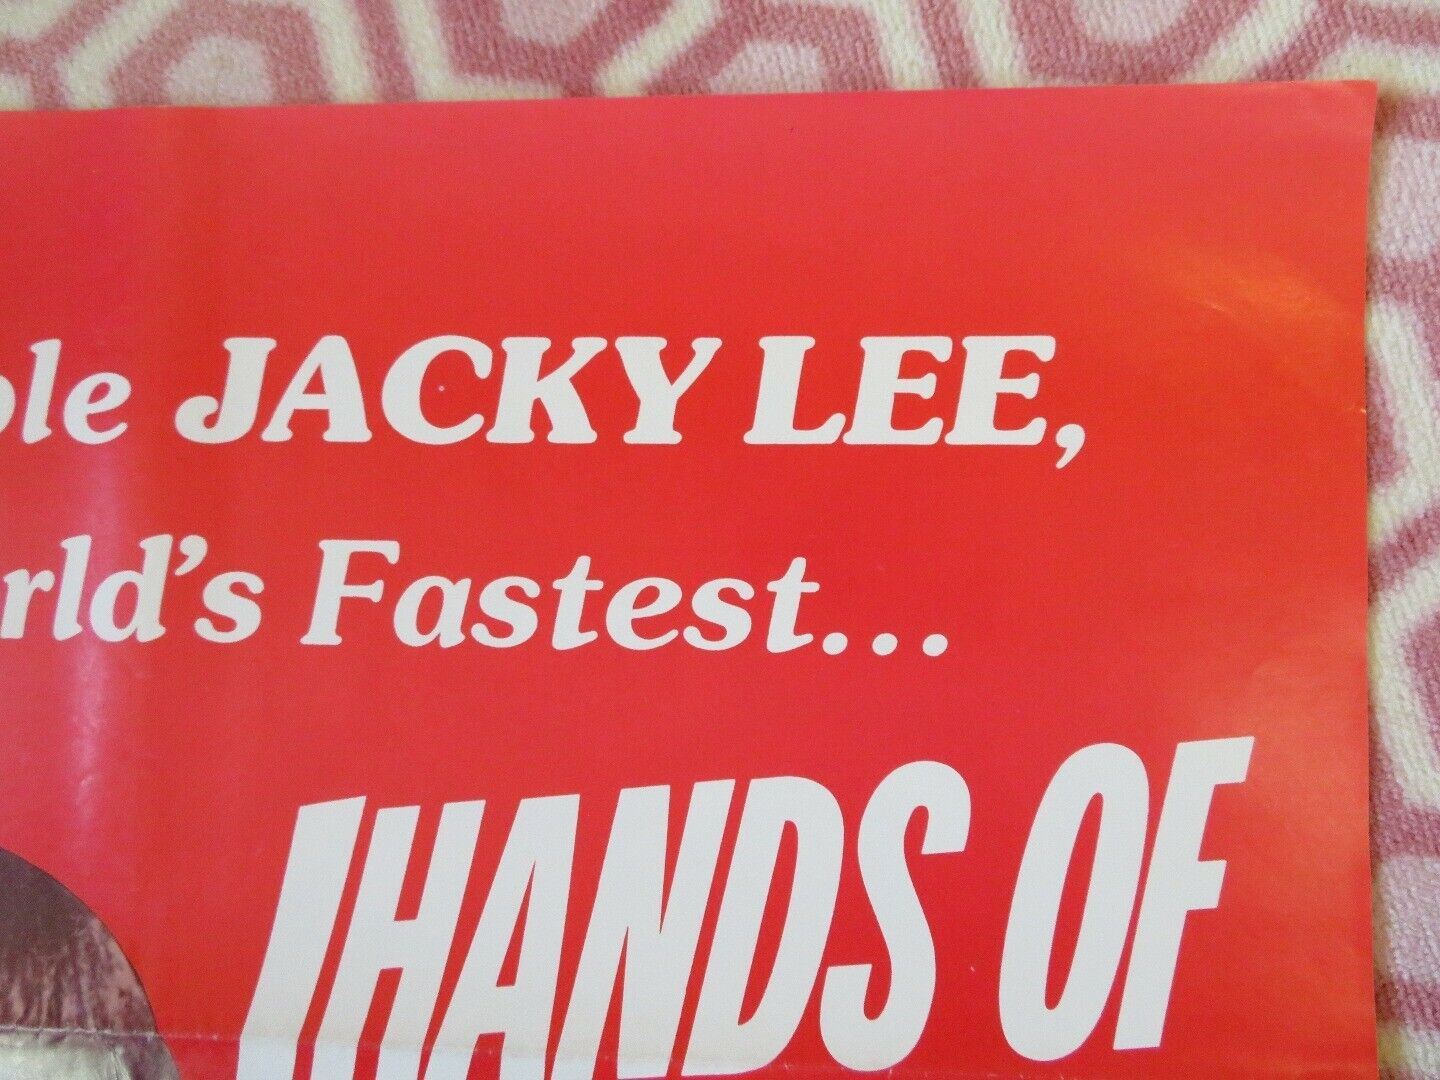 ble JACKY LEE,
rld's Fastest...
HANDS OF